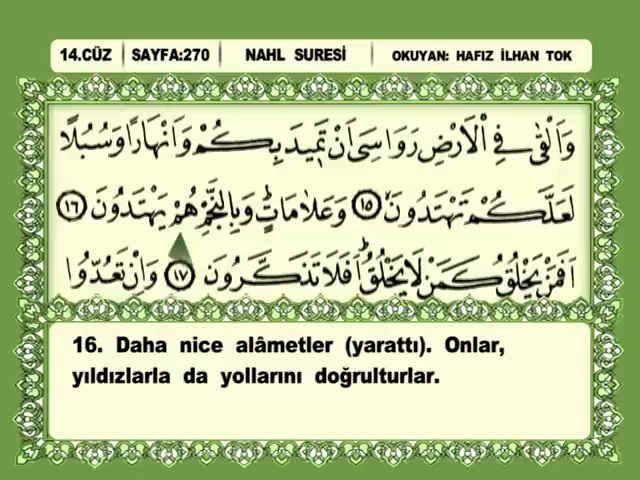 14.CÜZ SAYFA:270 NAHL SURESİ OKUYAN: HAFIZ İLHAN TOK
وَاَلْقٰى فِي الْاَرْضِ رَوَاسِيَ اَنْ تَم۪يدَ بِكُمْ وَاَنْهَارًا وَسُبُلًا
لَعَلَّكُمْ تَهْتَدُونَۙ ﴿١٥﴾ وَعَلَامَاتٍۜ وَبِالنَّجْمِ هُمْ يَهْتَدُونَ ﴿١٦﴾
اَفَمَنْ يَخْلُقُ كَمَنْ لَا يَخْلُقُۜ اَفَلَا تَذَكَّرُونَ ﴿١٧﴾ وَاِنْ تَعُدُّوا
16. Daha nice alâmetler (yarattı). Onlar,
yıldızlarla da yollarını doğrulturlar.